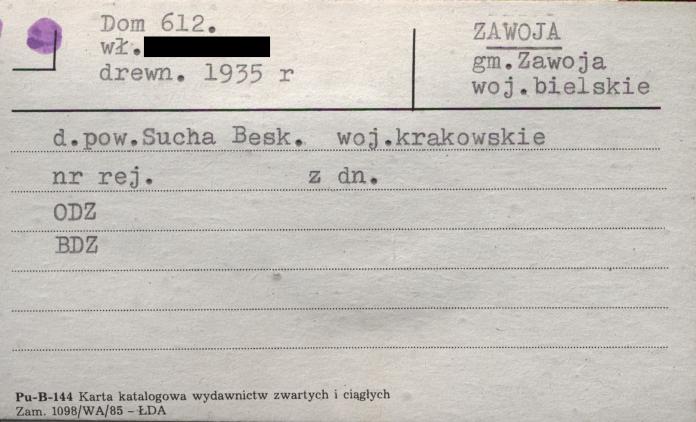 Dom 612.
wł.
drewn. 1935 r
ZAWOJA
gm.Zawoja
woj.bielskie
d.pow.Sucha Besk. woj.krakowskie
nr rej. z dn.
ODZ
BDZ
Pu-B-144 Karta katalogowa wydawnictw zwartych i ciągłych
Zam. 1098/WA/85 - ŁDA